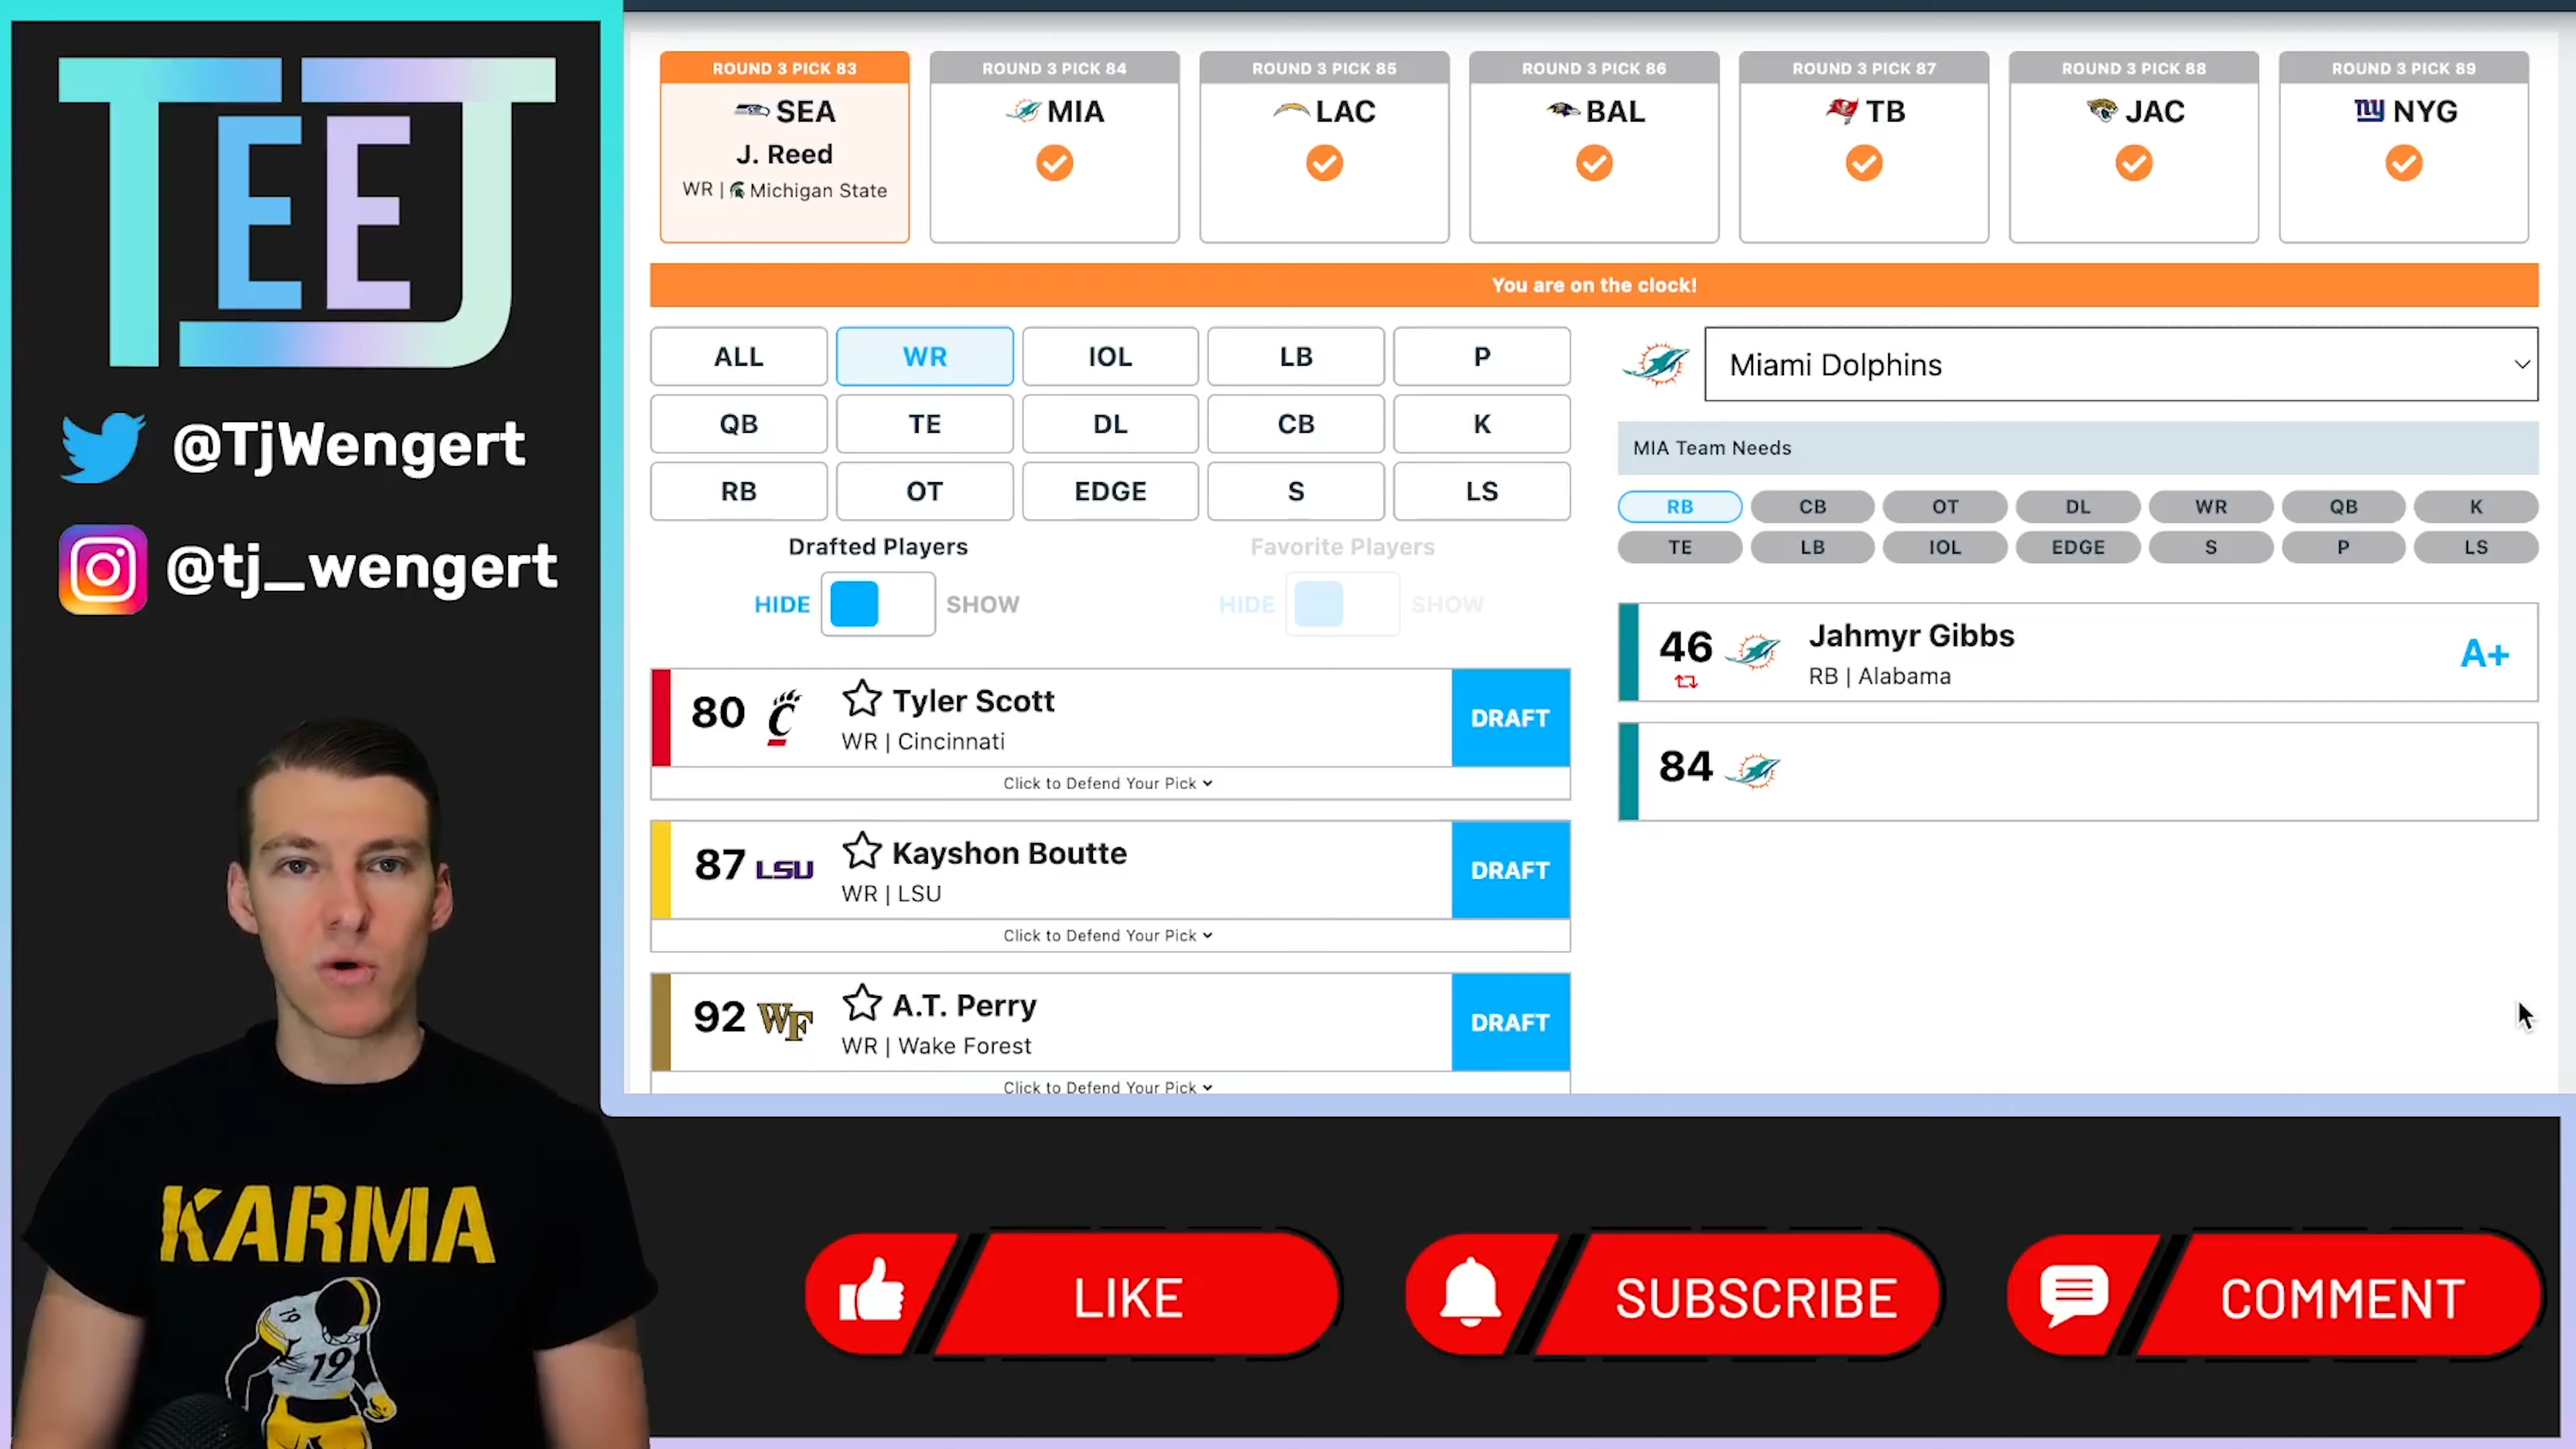 TEEJ
@TjWengert
@tj_wengert
KARMA
19
19
ROUND 3 PICK 83
SEA
J. Reed
WR | Michigan State
ROUND 3 PICK 84
MIA
ROUND 3 PICK 85
LAC
ROUND 3 PICK 86
BAL
ROUND 3 PICK 87
TB
ROUND 3 PICK 88
JAC
ROUND 3 PICK 89
ny NYG
You are on the clock!
ALL WR IOL LB P
QB TE DL CB K
RB OT EDGE S LS
Drafted Players
HIDE SHOW
Favorite Players
HIDE SHOW
80 C Tyler Scott
WR | Cincinnati
DRAFT
Click to Defend Your Pick
87 LSU Kayshon Boutte
WR | LSU
DRAFT
Click to Defend Your Pick
92 WF A.T. Perry
WR | Wake Forest
DRAFT
Click to Defend Your Pick
Miami Dolphins
MIA Team Needs
RB CB OT DL WR QB K
TE LB IOL EDGE S P LS
46 Jahmyr Gibbs
RB | Alabama
A+
84
LIKE
SUBSCRIBE
COMMENT